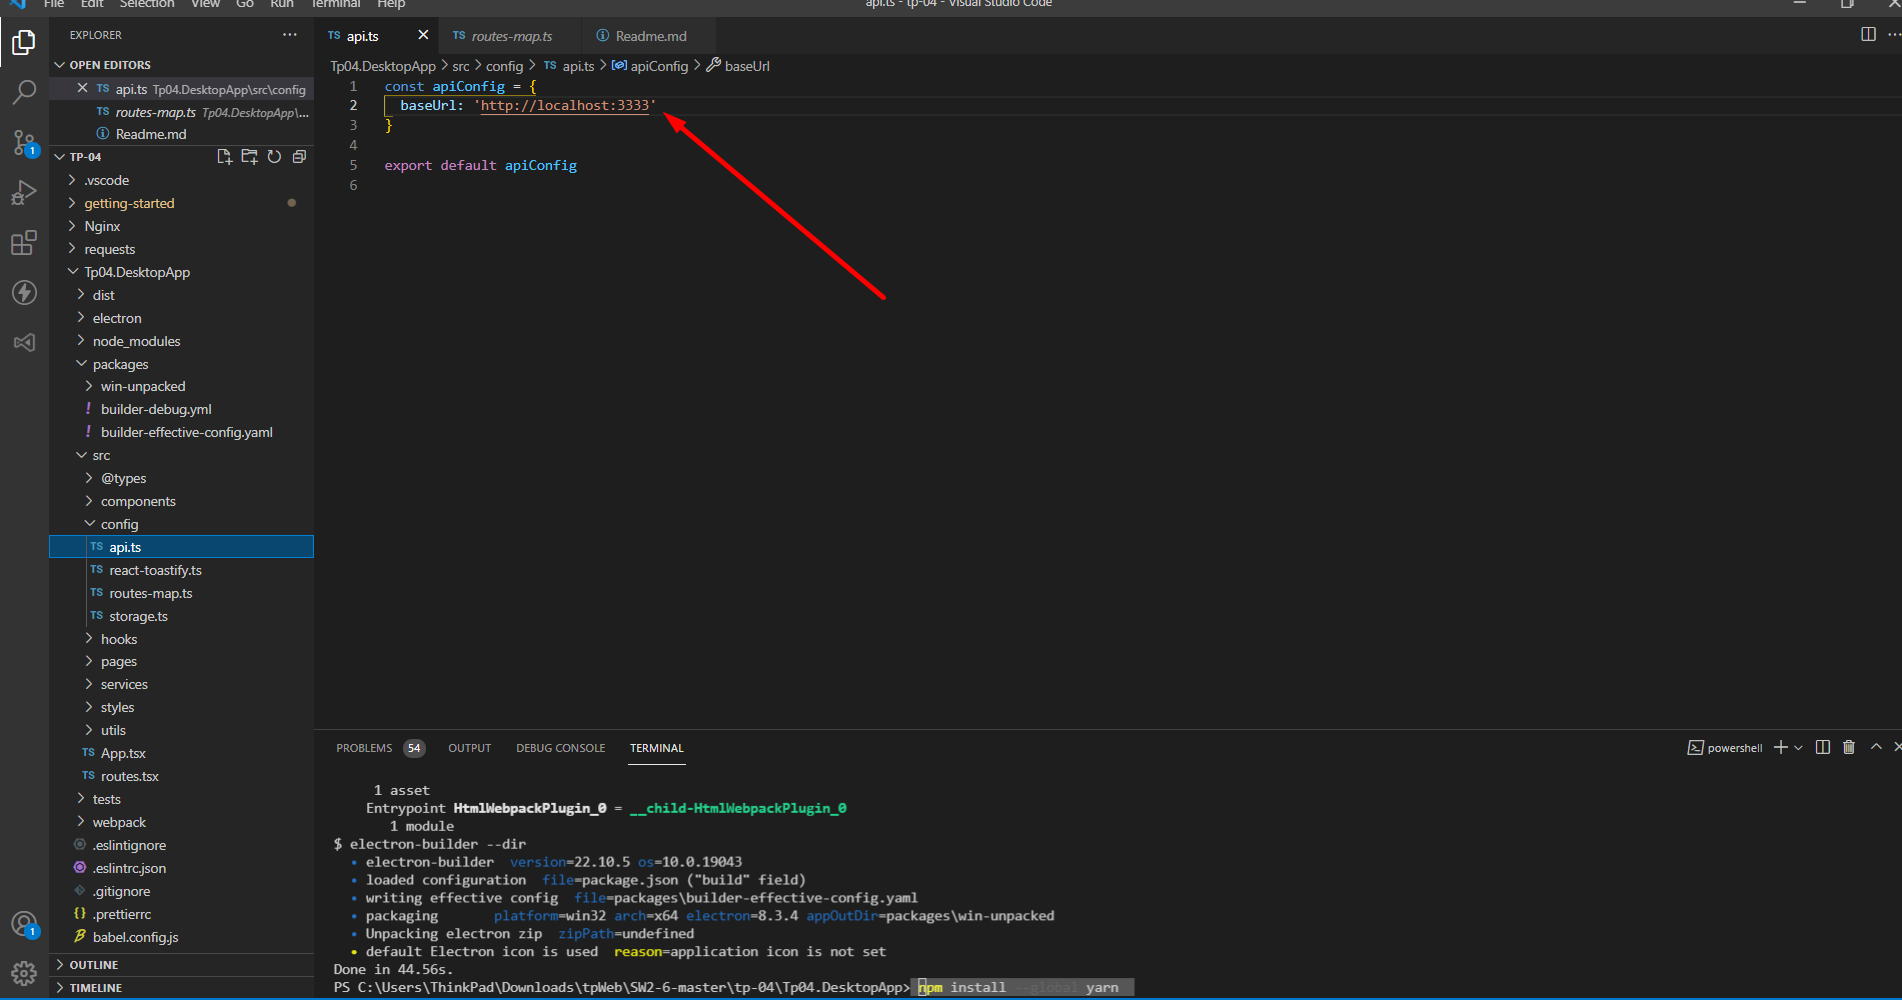 File Edit Selection View Go Run Terminal Help
api.ts - tp-04 - Visual Studio Code
EXPLORER
OPEN EDITORS
TS api.ts Tp04.DesktopApp\src\config
TS routes-map.ts Tp04.DesktopApp\...
Readme.md
TP-04
.vscode
getting-started
Nginx
requests
Tp04.DesktopApp
dist
electron
node_modules
packages
win-unpacked
! builder-debug.yml
! builder-effective-config.yaml
src
@types
components
config
TS api.ts
TS react-toastify.ts
TS routes-map.ts
TS storage.ts
hooks
pages
services
styles
utils
TS App.tsx
TS routes.tsx
tests
webpack
.eslintignore
.eslintrc.json
.gitignore
{} .prettierrc
babel.config.js
OUTLINE
TIMELINE
1
1
TS api.ts
TS routes-map.ts
Readme.md
Tp04.DesktopApp > src > config > TS api.ts > apiConfig > baseUrl
1 const apiConfig = {
2 baseUrl: 'http://localhost:3333'
3 }
4
5 export default apiConfig
6
PROBLEMS 54 OUTPUT DEBUG CONSOLE TERMINAL
powershell
1 asset
Entrypoint HtmlWebpackPlugin_0 = __child-HtmlWebpackPlugin_0
1 module
$ electron-builder --dir
• electron-builder version=22.10.5 os=10.0.19043
• loaded configuration file=package.json ("build" field)
• writing effective config file=packages\builder-effective-config.yaml
• packaging platform=win32 arch=x64 electron=8.3.4 appOutDir=packages\win-unpacked
• Unpacking electron zip zipPath=undefined
• default Electron icon is used reason=application icon is not set
Done in 44.56s.
PS C:\Users\ThinkPad\Downloads\tpWeb\SW2-6-master\tp-04\Tp04.DesktopApp> npm install --global yarn